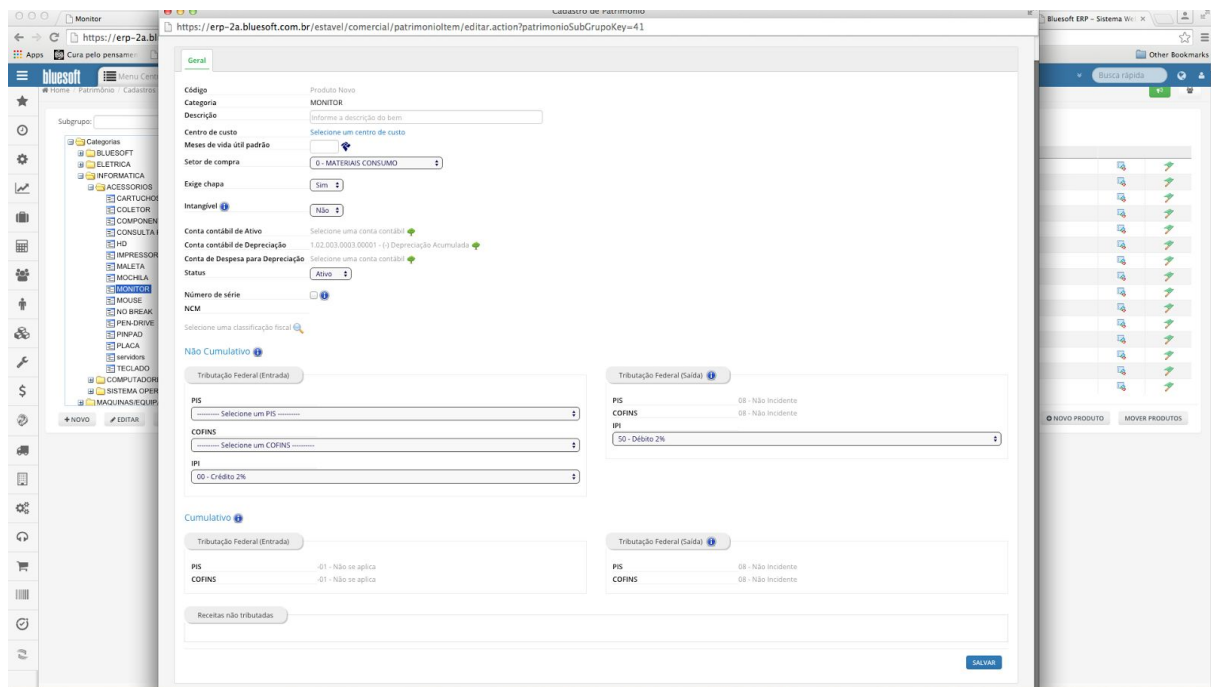 Monitor
Cadastro de Patrimônio
Bluesoft ERP - Sistema We
https://erp-2a.bl
https://erp-2a.bluesoft.com.br/estavel/comercial/patrimonioItem/editar.action?patrimonioSubGrupoKey=41
Apps
Cura pelo pensamen
Other Bookmarks
bluesoft
Menu Cent
Busca rápida
Home / Patrimônio / Cadastros
Subgrupo:
Categorias
BLUESOFT
ELETRICA
INFORMATICA
ACESSORIOS
CARTUCHO
COLETOR
COMPONEN
CONSULTA
HD
IMPRESSOR
MALETA
MOCHILA
MONITOR
MOUSE
NO BREAK
PEN-DRIVE
PINPAD
PLACA
servidors
TECLADO
COMPUTADOR
SISTEMA OPER
MAQUINAS/EQUIP
NOVO
EDITAR
Geral
Código Produto Novo
Categoria MONITOR
Descrição Informe a descrição do bem
Centro de custo Selecione um centro de custo
Meses de vida útil padrão
Setor de compra 0 - MATERIAIS CONSUMO
Exige chapa Sim
Intangível Não
Conta contábil de Ativo Selecione uma conta contábil
Conta contábil de Depreciação 1.02.003.0003.00001 - (-) Depreciação Acumulada
Conta de Despesa para Depreciação Selecione uma conta contábil
Status Ativo
Número de série
NCM
Selecione uma classificação fiscal
Não Cumulativo
Tributação Federal (Entrada)
PIS
---------- Selecione um PIS ----------
COFINS
---------- Selecione um COFINS ----------
IPI
00 - Crédito 2%
Tributação Federal (Saída)
PIS 08 - Não Incidente
COFINS 08 - Não Incidente
IPI
50 - Débito 2%
Cumulativo
Tributação Federal (Entrada)
PIS -01 - Não se aplica
COFINS -01 - Não se aplica
Tributação Federal (Saída)
PIS 08 - Não Incidente
COFINS 08 - Não Incidente
Receitas não tributadas
SALVAR
NOVO PRODUTO
MOVER PRODUTOS